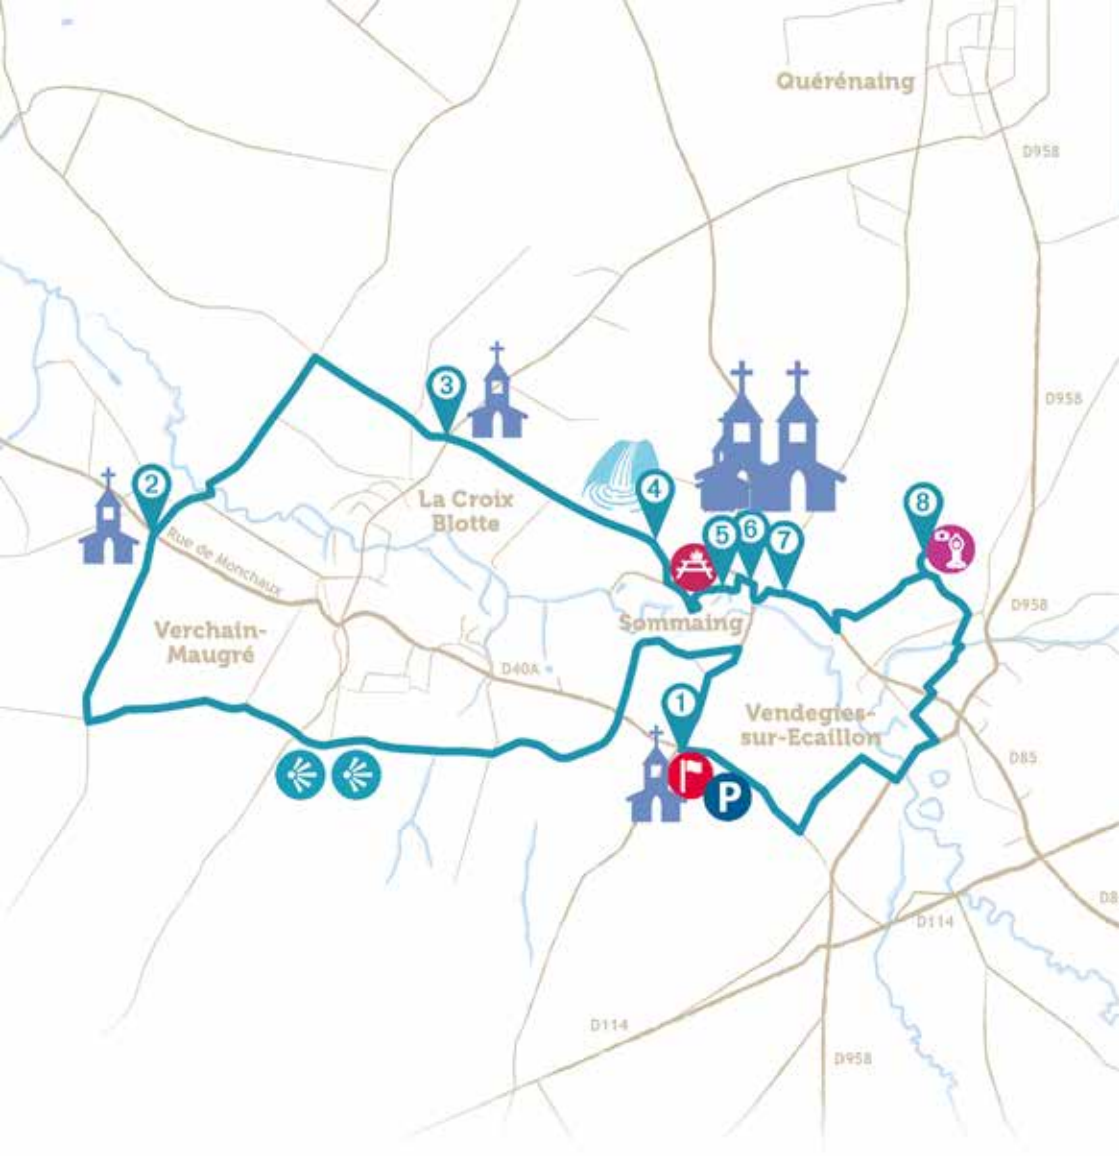 Quérénaing
D958
3
D958
2
La Croix
Blotte
4
8
5
6
7
Rue de Monchaux
D958
Verchain-
Maugré
Sommaing
D40A
1
Vendegies-
sur-Ecaillon
D85
P
D8
D114
D114
D958